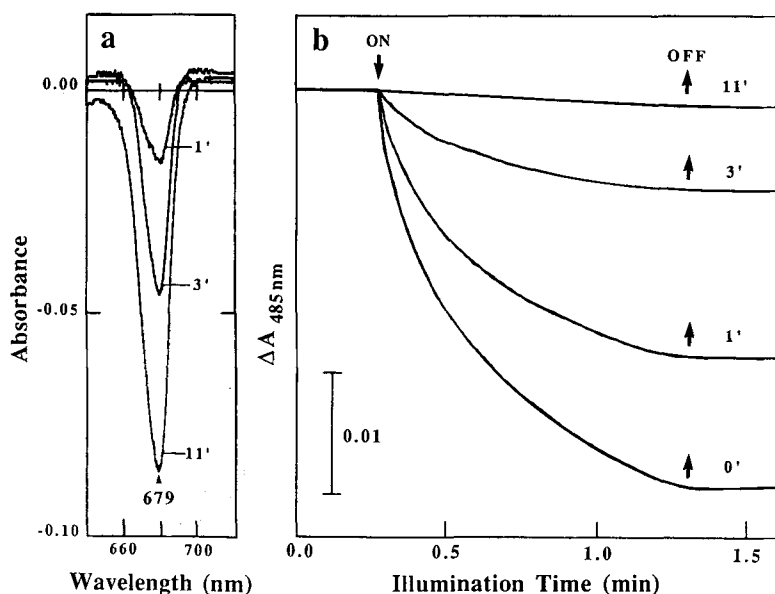 a
0.00
-0.05
-0.10
Absorbance
1'
3'
11'
679
660
700
Wavelength (nm)
b
ON
OFF
11'
3'
1'
0'
ΔA 485 nm
0.01
0.0
0.5
1.0
1.5
Illumination Time (min)